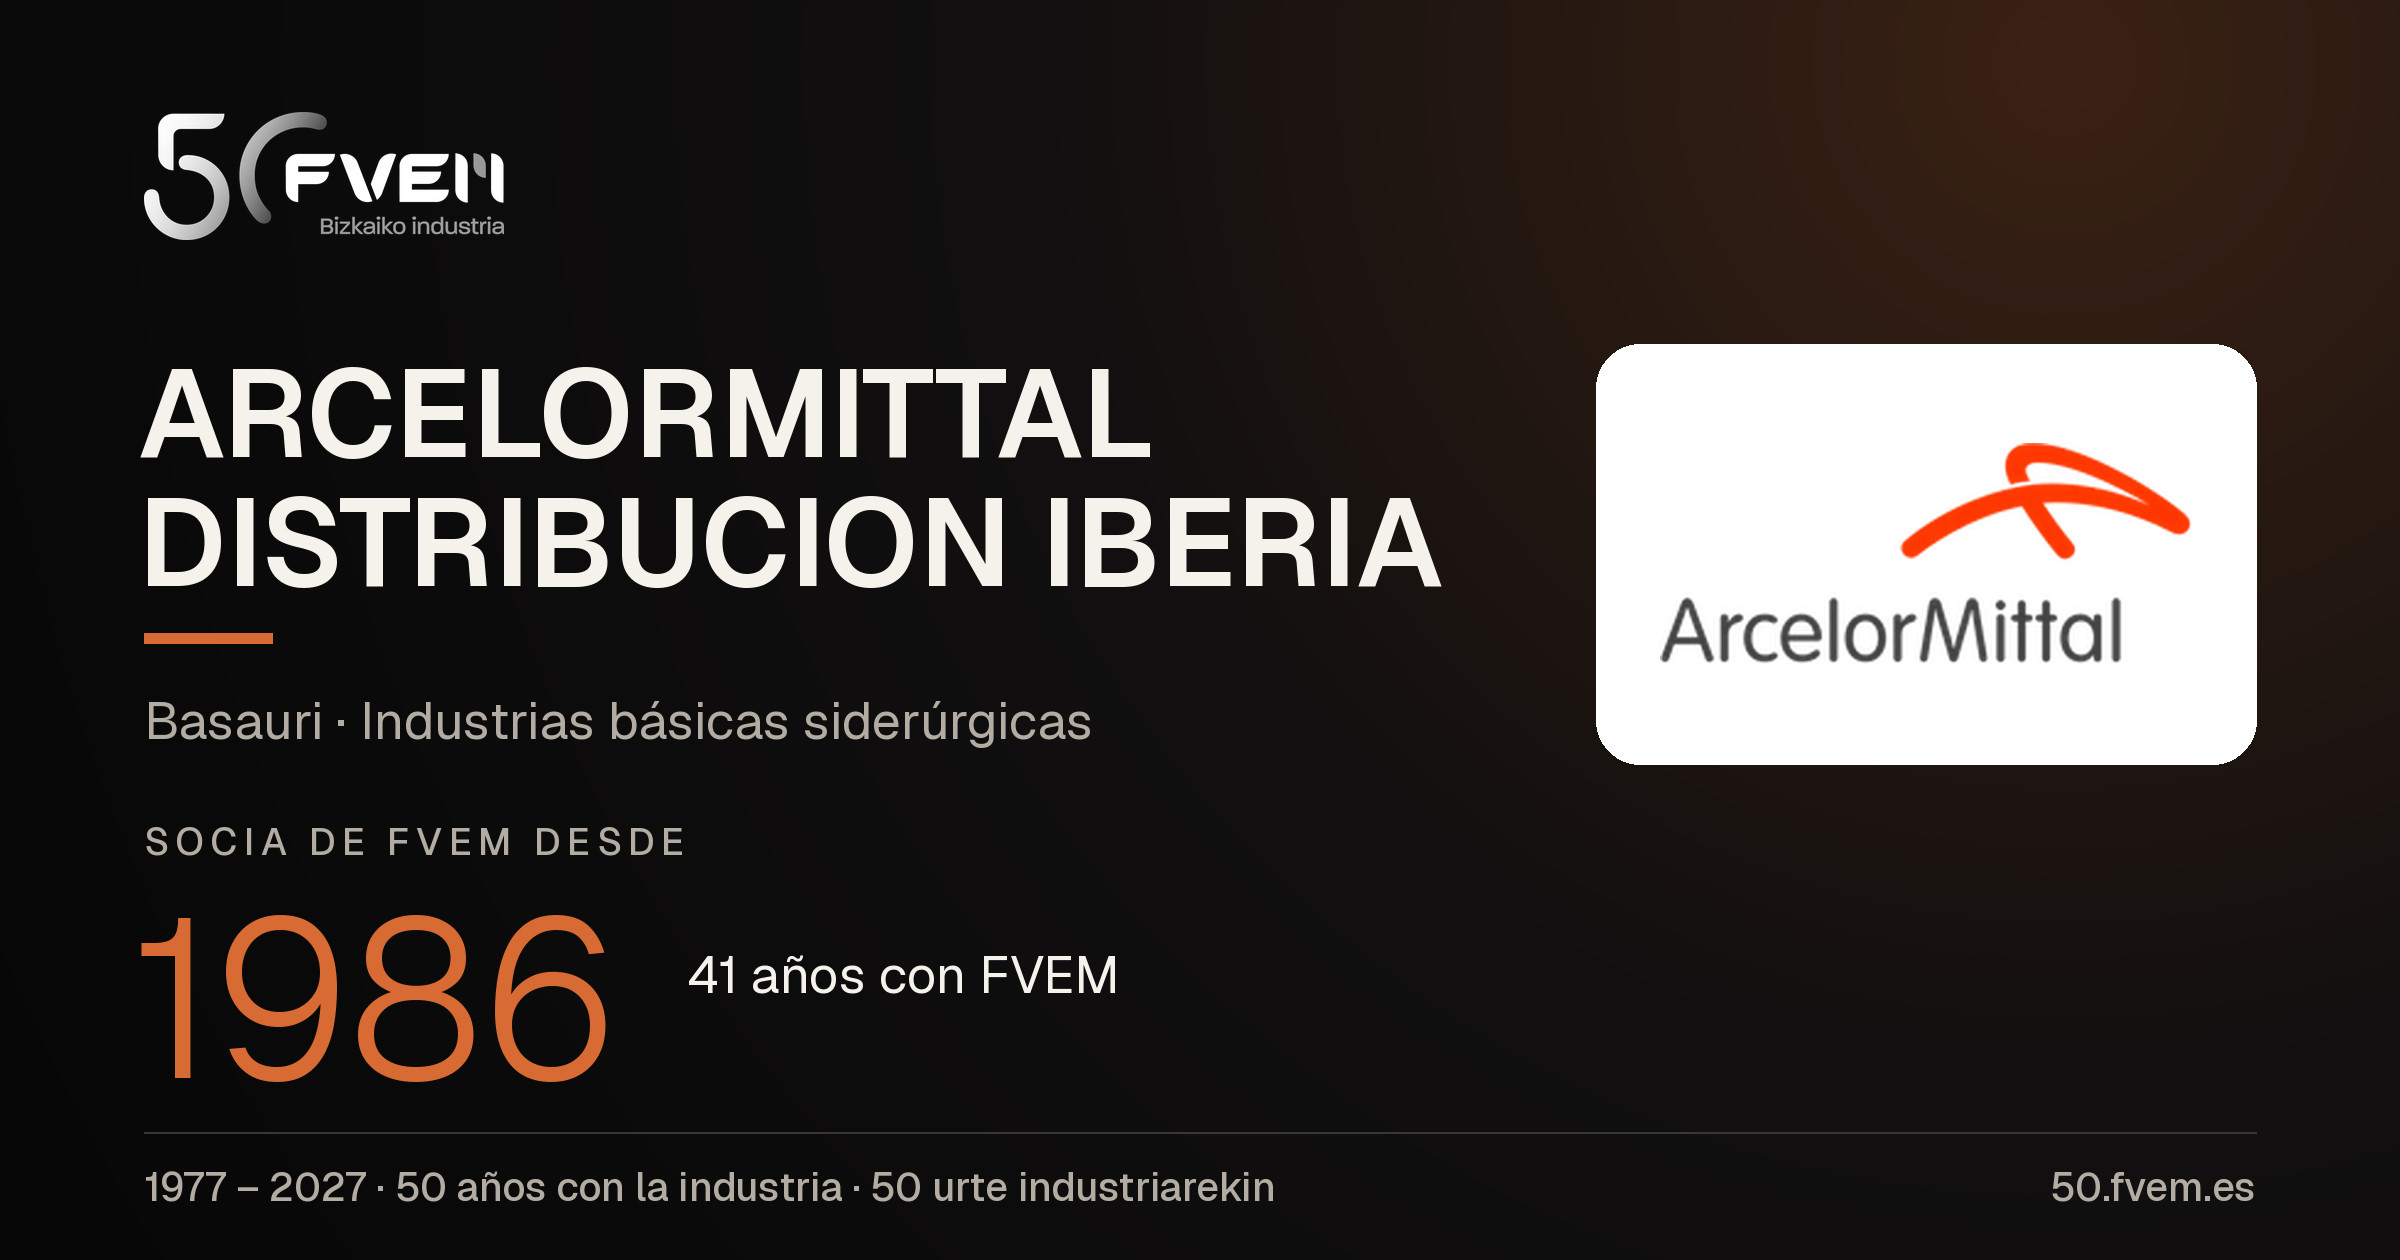 50 FVEM
Bizkaiko industria
ARCELORMITTAL
DISTRIBUCION IBERIA
ArcelorMittal
Basauri · Industrias básicas siderúrgicas
SOCIA DE FVEM DESDE
1986
41 años con FVEM
1977 – 2027 · 50 años con la industria · 50 urte industriarekin
50.fvem.es